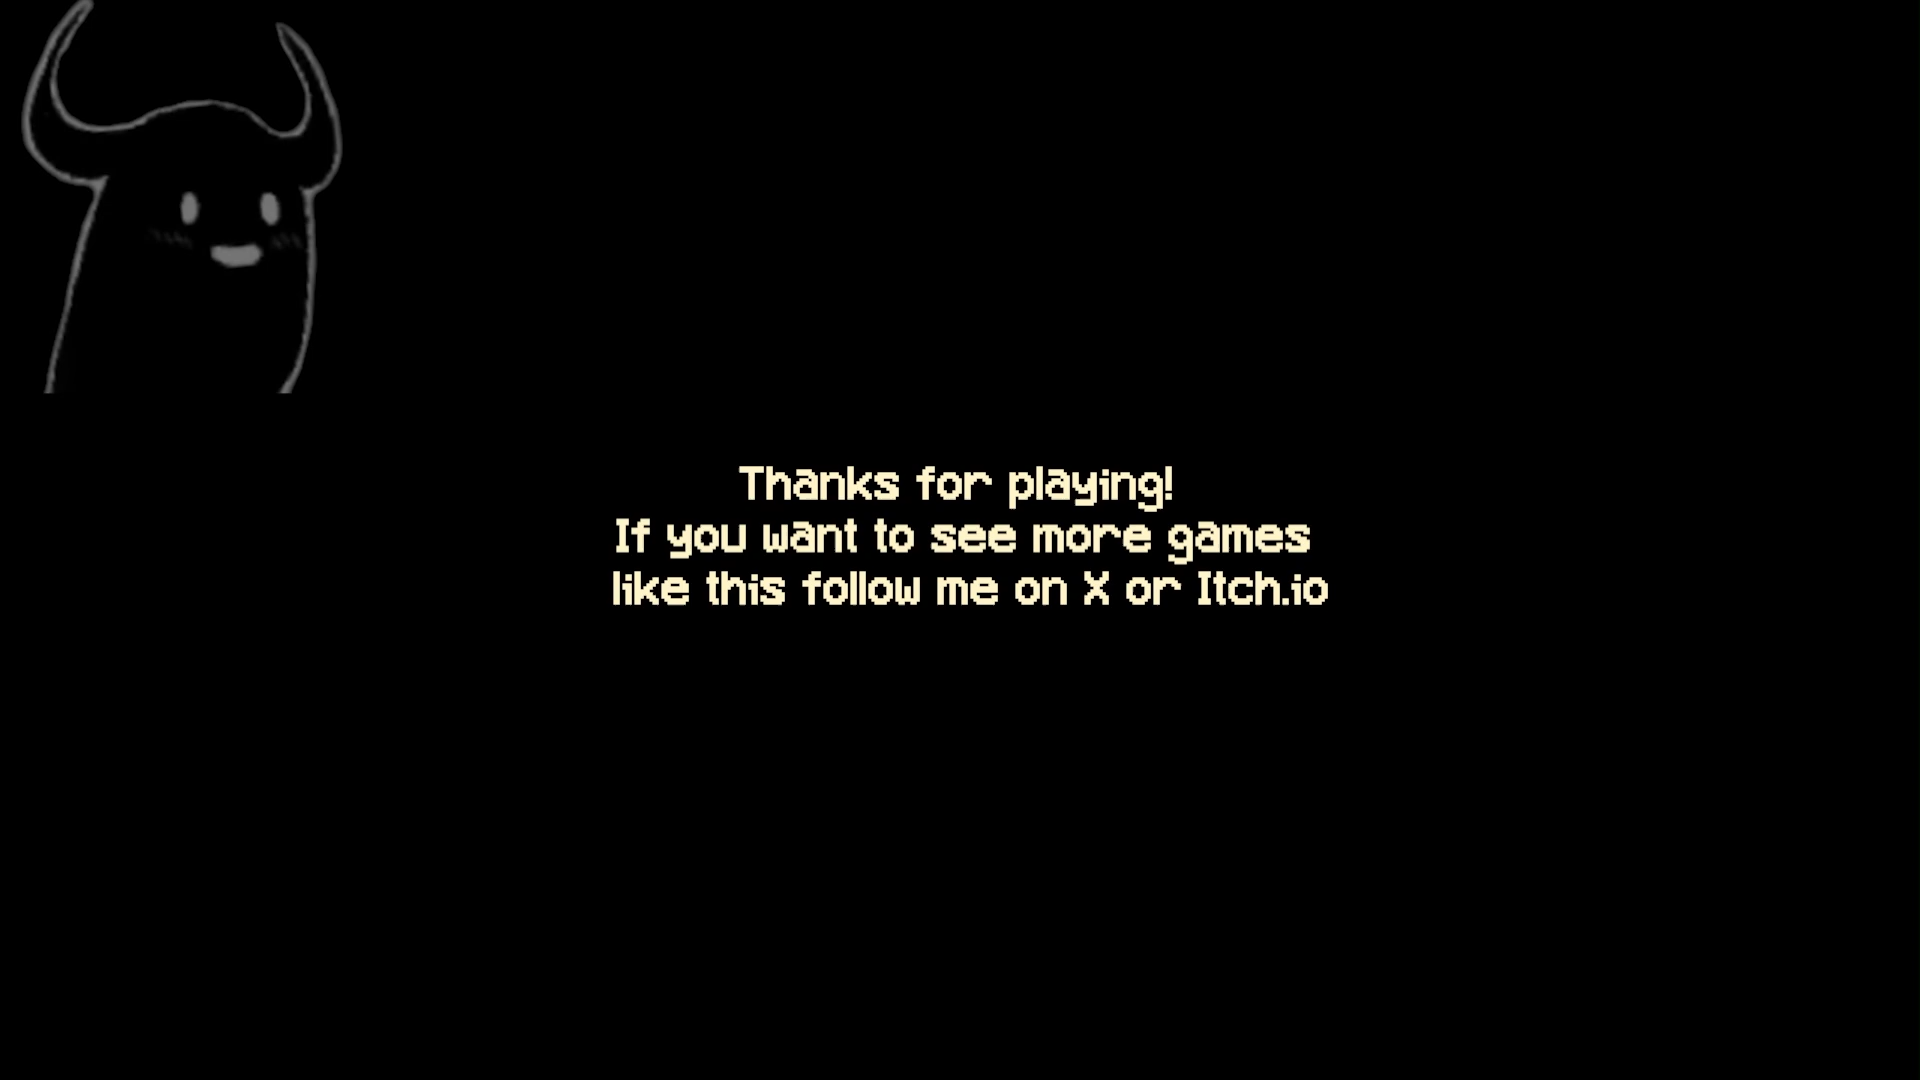 Thanks for playing!
If you want to see more games
like this follow me on X or Itch.io